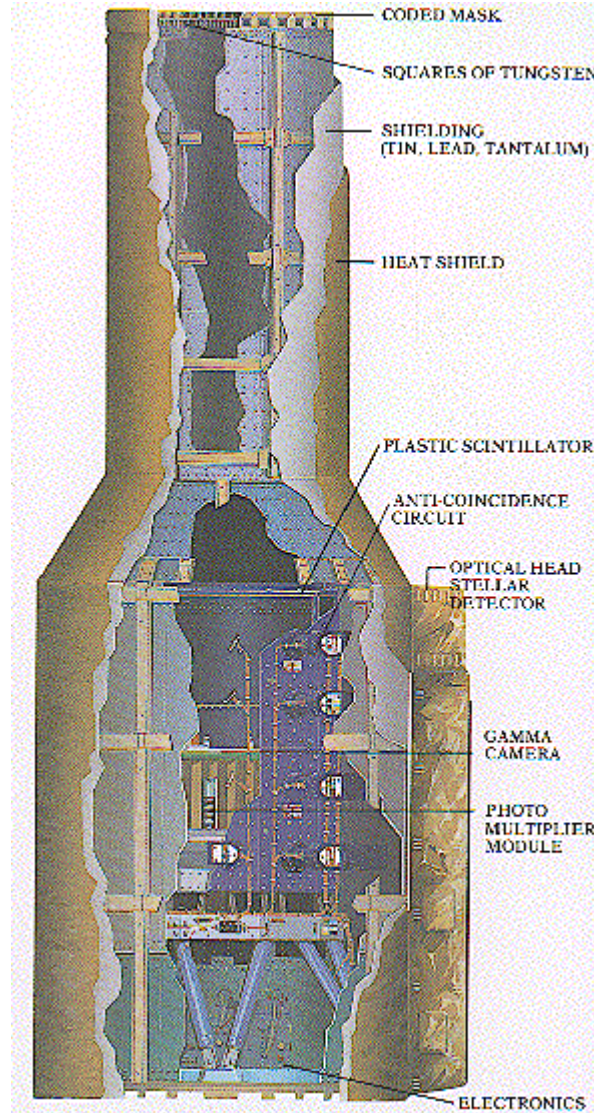 CODED MASK
SQUARES OF TUNGSTEN
SHIELDING
(TIN, LEAD, TANTALUM)
HEAT SHIELD
PLASTIC SCINTILLATOR
ANTI-COINCIDENCE
CIRCUIT
OPTICAL HEAD
STELLAR
DETECTOR
GAMMA
CAMERA
PHOTO
MULTIPLIER
MODULE
ELECTRONICS